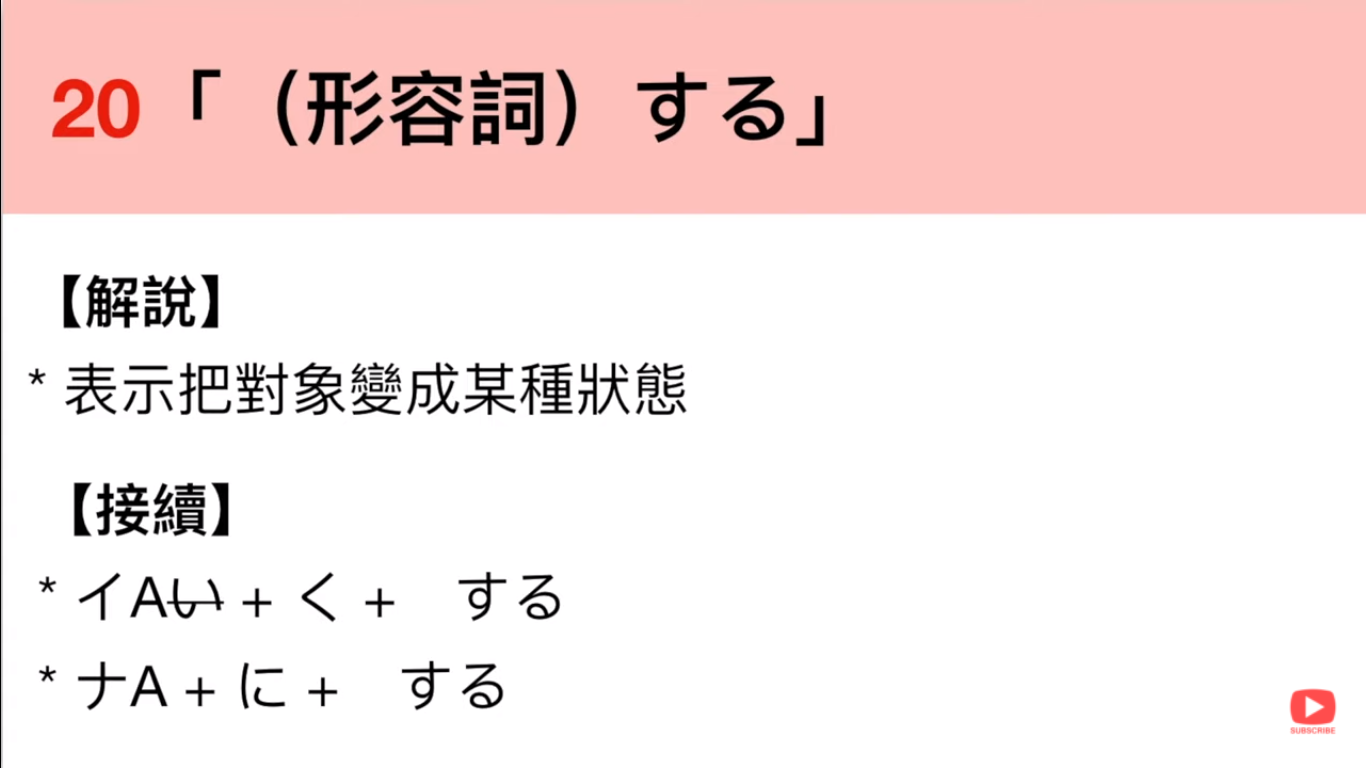 20「（形容詞）する」
【解說】
* 表示把對象變成某種狀態
【接續】
* イAい + く +　する
* ナA + に +　する
SUBSCRIBE